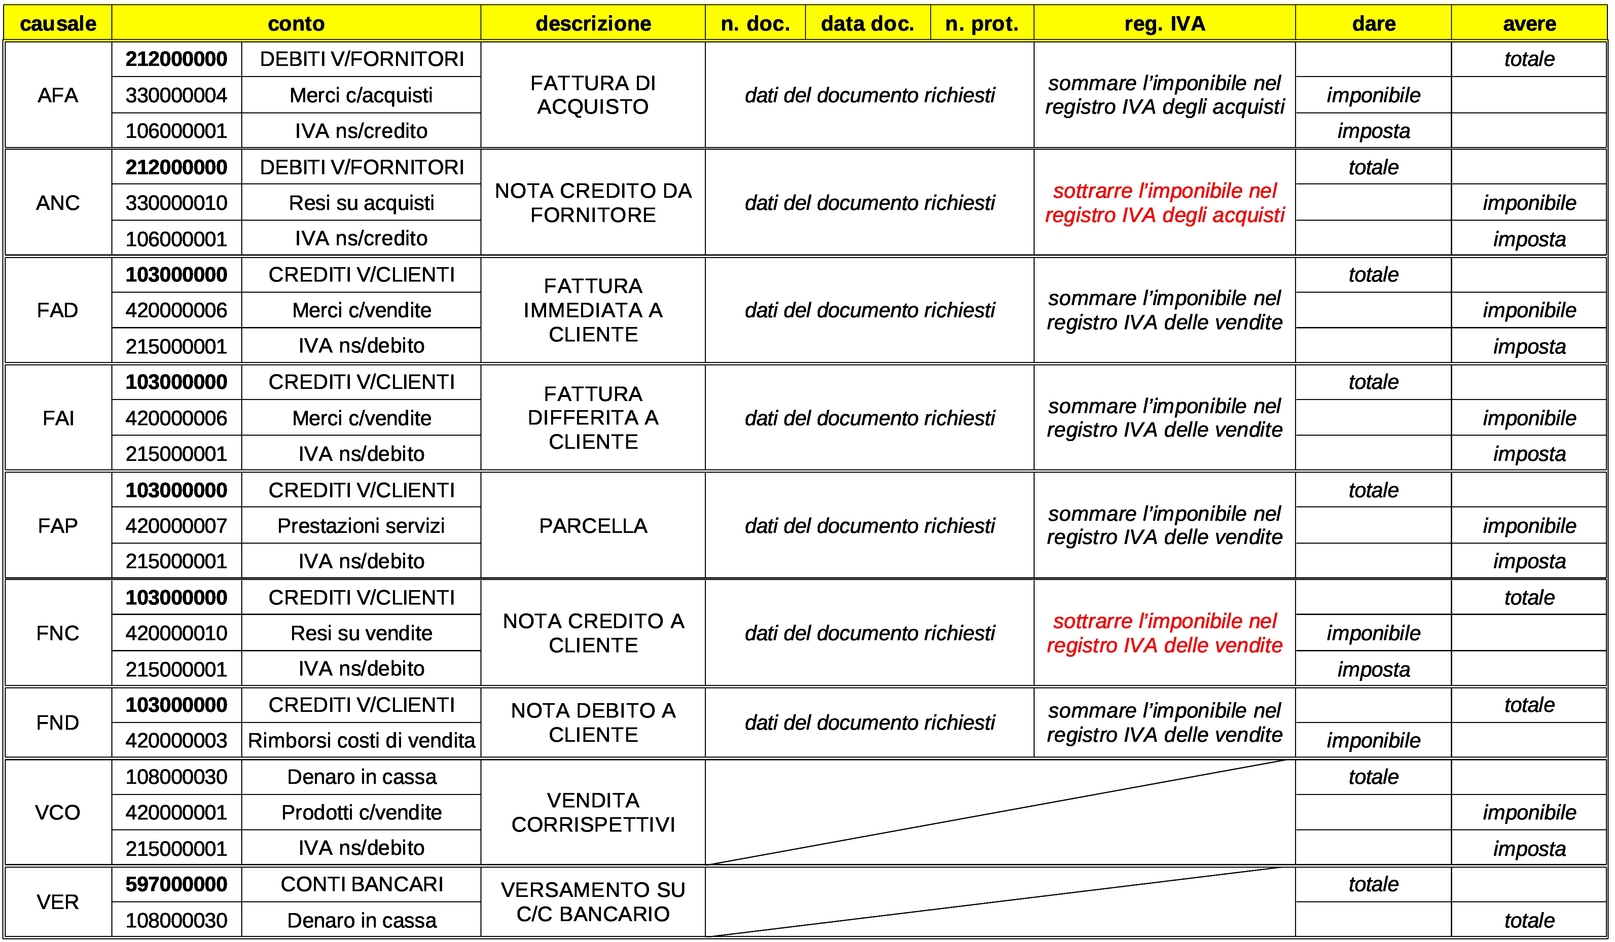 causale conto descrizione n. doc. data doc. n. prot. reg. IVA dare avere
AFA
212000000 DEBITI V/FORNITORI totale
330000004 Merci c/acquisti imponibile
106000001 IVA ns/credito imposta
FATTURA DI
ACQUISTO
dati del documento richiesti
sommare l'imponibile nel
registro IVA degli acquisti
ANC
212000000 DEBITI V/FORNITORI totale
330000010 Resi su acquisti imponibile
106000001 IVA ns/credito imposta
NOTA CREDITO DA
FORNITORE
dati del documento richiesti
sottrarre l'imponibile nel
registro IVA degli acquisti
FAD
103000000 CREDITI V/CLIENTI totale
420000006 Merci c/vendite imponibile
215000001 IVA ns/debito imposta
FATTURA
IMMEDIATA A
CLIENTE
dati del documento richiesti
sommare l'imponibile nel
registro IVA delle vendite
FAI
103000000 CREDITI V/CLIENTI totale
420000006 Merci c/vendite imponibile
215000001 IVA ns/debito imposta
FATTURA
DIFFERITA A
CLIENTE
dati del documento richiesti
sommare l'imponibile nel
registro IVA delle vendite
FAP
103000000 CREDITI V/CLIENTI totale
420000007 Prestazioni servizi imponibile
215000001 IVA ns/debito imposta
PARCELLA
dati del documento richiesti
sommare l'imponibile nel
registro IVA delle vendite
FNC
103000000 CREDITI V/CLIENTI totale
420000010 Resi su vendite imponibile
215000001 IVA ns/debito imposta
NOTA CREDITO A
CLIENTE
dati del documento richiesti
sottrarre l'imponibile nel
registro IVA delle vendite
FND
103000000 CREDITI V/CLIENTI totale
420000003 Rimborsi costi di vendita imponibile
NOTA DEBITO A
CLIENTE
dati del documento richiesti
sommare l'imponibile nel
registro IVA delle vendite
VCO
108000030 Denaro in cassa totale
420000001 Prodotti c/vendite imponibile
215000001 IVA ns/debito imposta
VENDITA
CORRISPETTIVI
VER
597000000 CONTI BANCARI totale
108000030 Denaro in cassa totale
VERSAMENTO SU
C/C BANCARIO